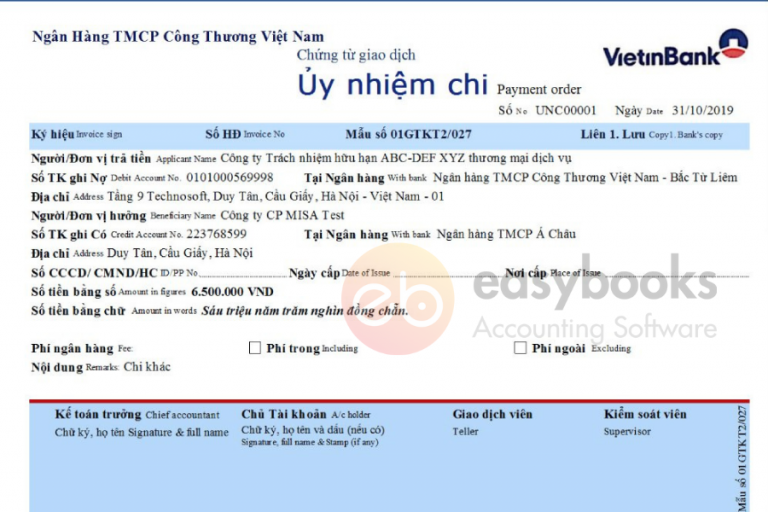 Ngân Hàng TMCP Công Thương Việt Nam
Chứng từ giao dịch
VietinBank
Ủy nhiệm chi Payment order
Số No UNC00001 Ngày Date 31/10/2019
Ký hiệu Invoice sign Số HĐ Invoice No Mẫu số 01GTKT2/027 Liên 1. Lưu Copy1. Bank's copy
Người/Đơn vị trả tiền Applicant Name Công ty Trách nhiệm hữu hạn ABC-DEF XYZ thương mại dịch vụ
Số TK ghi Nợ Debit Account No. 0101000569998 Tại Ngân hàng With bank Ngân hàng TMCP Công Thương Việt Nam - Bắc Từ Liêm
Địa chỉ Address Tầng 9 Technosoft, Duy Tân, Cầu Giấy, Hà Nội - Việt Nam - 01
Người/Đơn vị hưởng Beneficiary Name Công ty CP MISA Test
Số TK ghi Có Credit Account No. 223768599 Tại Ngân hàng With bank Ngân hàng TMCP Á Châu
Địa chỉ Address Duy Tân, Cầu Giấy, Hà Nội
Số CCCD/ CMND/HC ID/PP No Ngày cấp Date of Issue Nơi cấp Place of Issue
Số tiền bằng số Amount in figures 6.500.000 VND
Số tiền bằng chữ Amount in words Sáu triệu năm trăm nghìn đồng chẵn.
eb easybooks
Accounting Software
Phí ngân hàng Fee: Phí trong Including Phí ngoài Excluding
Nội dung Remarks: Chi khác
Kế toán trưởng Chief accountant Chủ Tài khoản A/c holder Giao dịch viên Kiểm soát viên
Chữ ký, họ tên Signature & full name Chữ ký, họ tên và dấu (nếu có) Teller Supervisor
Signature, full name & Stamp (if any)
Mẫu số 01GTKT2/027